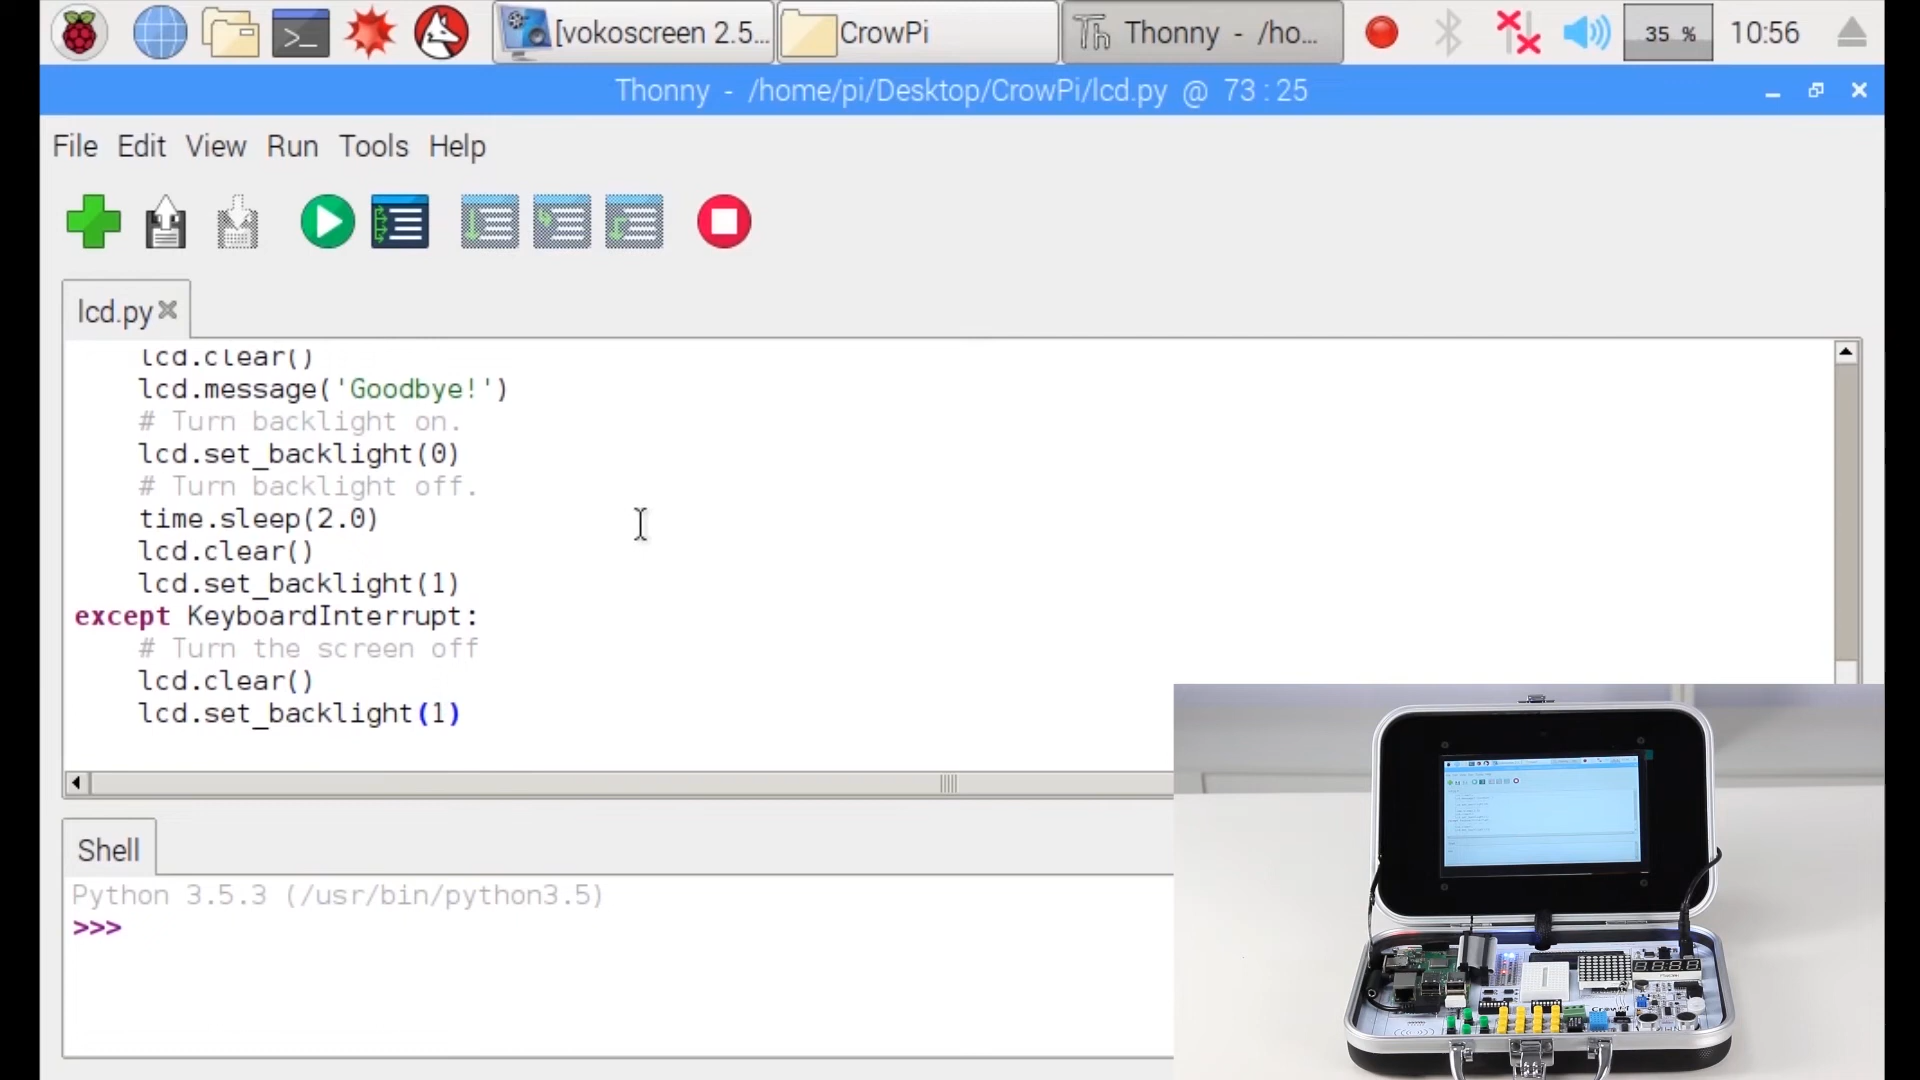 [vokoscreen 2.5...
CrowPi
Thonny - /ho...
35 %
10:56
Thonny - /home/pi/Desktop/CrowPi/lcd.py @ 73:25
File Edit View Run Tools Help
lcd.py
lcd.clear()
lcd.message('Goodbye!')
# Turn backlight on.
lcd.set_backlight(0)
# Turn backlight off.
time.sleep(2.0)
lcd.clear()
lcd.set_backlight(1)
except KeyboardInterrupt:
# Turn the screen off
lcd.clear()
lcd.set_backlight(1)
Shell
Python 3.5.3 (/usr/bin/python3.5)
>>>